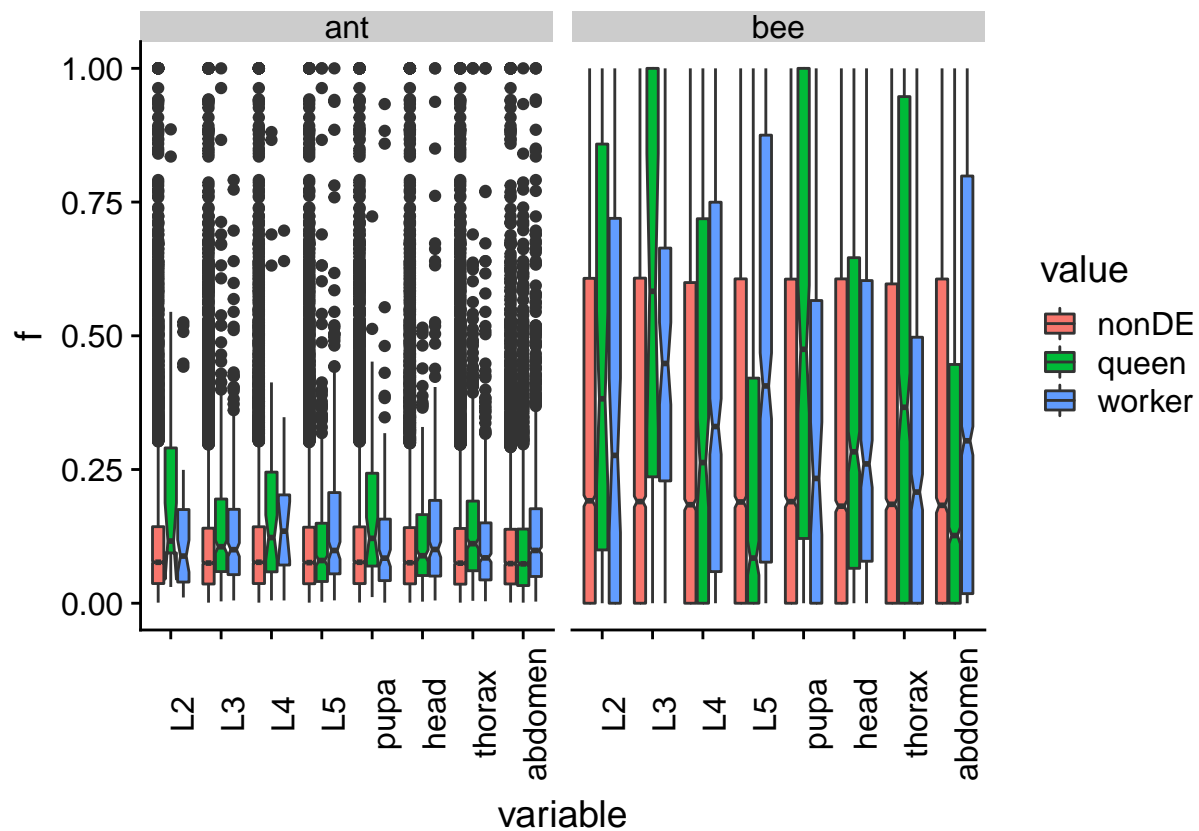 ant
bee
1.00
0.75
0.50
0.25
0.00
f
L2
L3
L4
L5
pupa
head
thorax
abdomen
L2
L3
L4
L5
pupa
head
thorax
abdomen
variable
value
nonDE
queen
worker